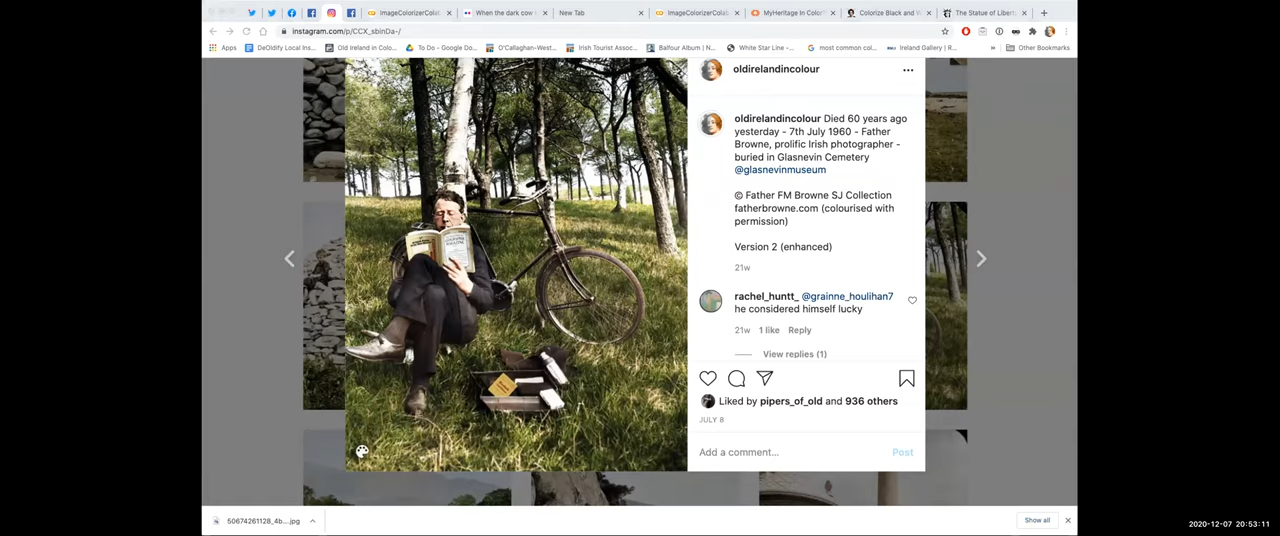 ImageColorizerColab
When the dark cow
New Tab
ImageColorizerColab
MyHeritage In Color
Colorize Black and W
The Statue of Libert
instagram.com/p/CCX_sbinDa-/
Apps
DeOldify Local Ins...
Old Ireland in Colo...
To Do - Google Do...
O'Callaghan-West...
Irish Tourist Assoc...
Balfour Album | N...
White Star Line -...
most common col...
Ireland Gallery | R...
»
Other Bookmarks
oldirelandincolour
oldirelandincolour Died 60 years ago
yesterday - 7th July 1960 - Father
Browne, prolific Irish photographer -
buried in Glasnevin Cemetery
@glasnevinmuseum
© Father FM Browne SJ Collection
fatherbrowne.com (colourised with
permission)
Version 2 (enhanced)
21w
rachel_huntt_ @grainne_houlihan7
he considered himself lucky
21w 1 like Reply
View replies (1)
Liked by pipers_of_old and 936 others
JULY 8
Add a comment... Post
50674261128_4b....jpg
Show all
2020-12-07 20:53:11